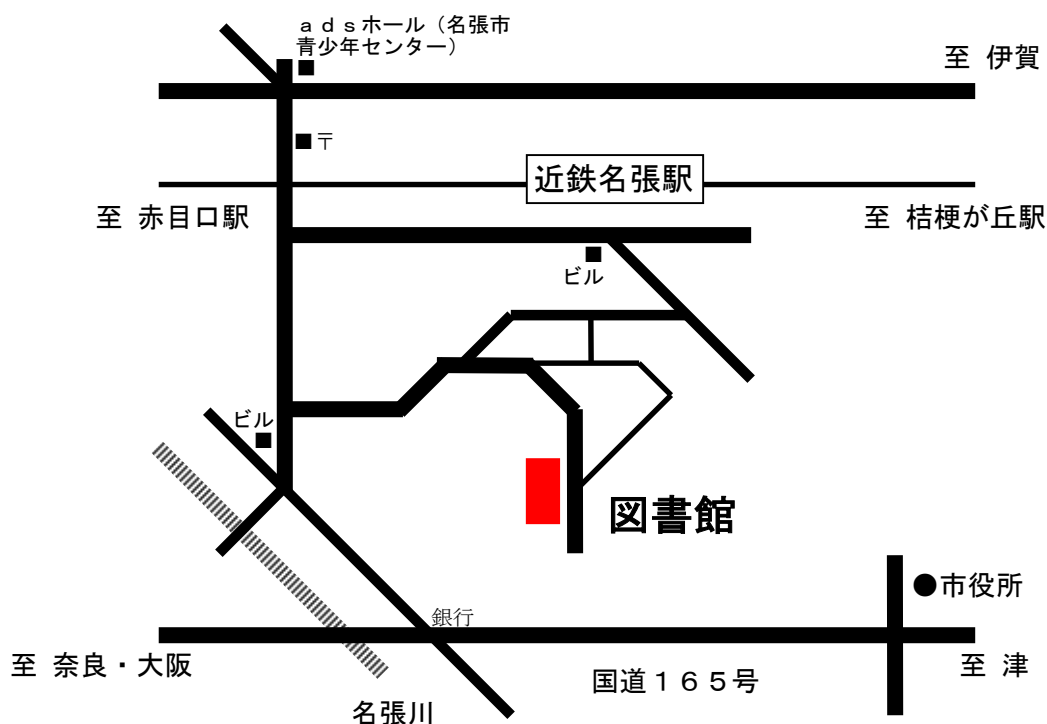 ａｄｓホール（名張市
青少年センター）
至 伊賀
〒
近鉄名張駅
至 赤目口駅
至 桔梗が丘駅
ビル
ビル
図書館
●市役所
銀行
至 奈良・大阪
国道１６５号
至 津
名張川